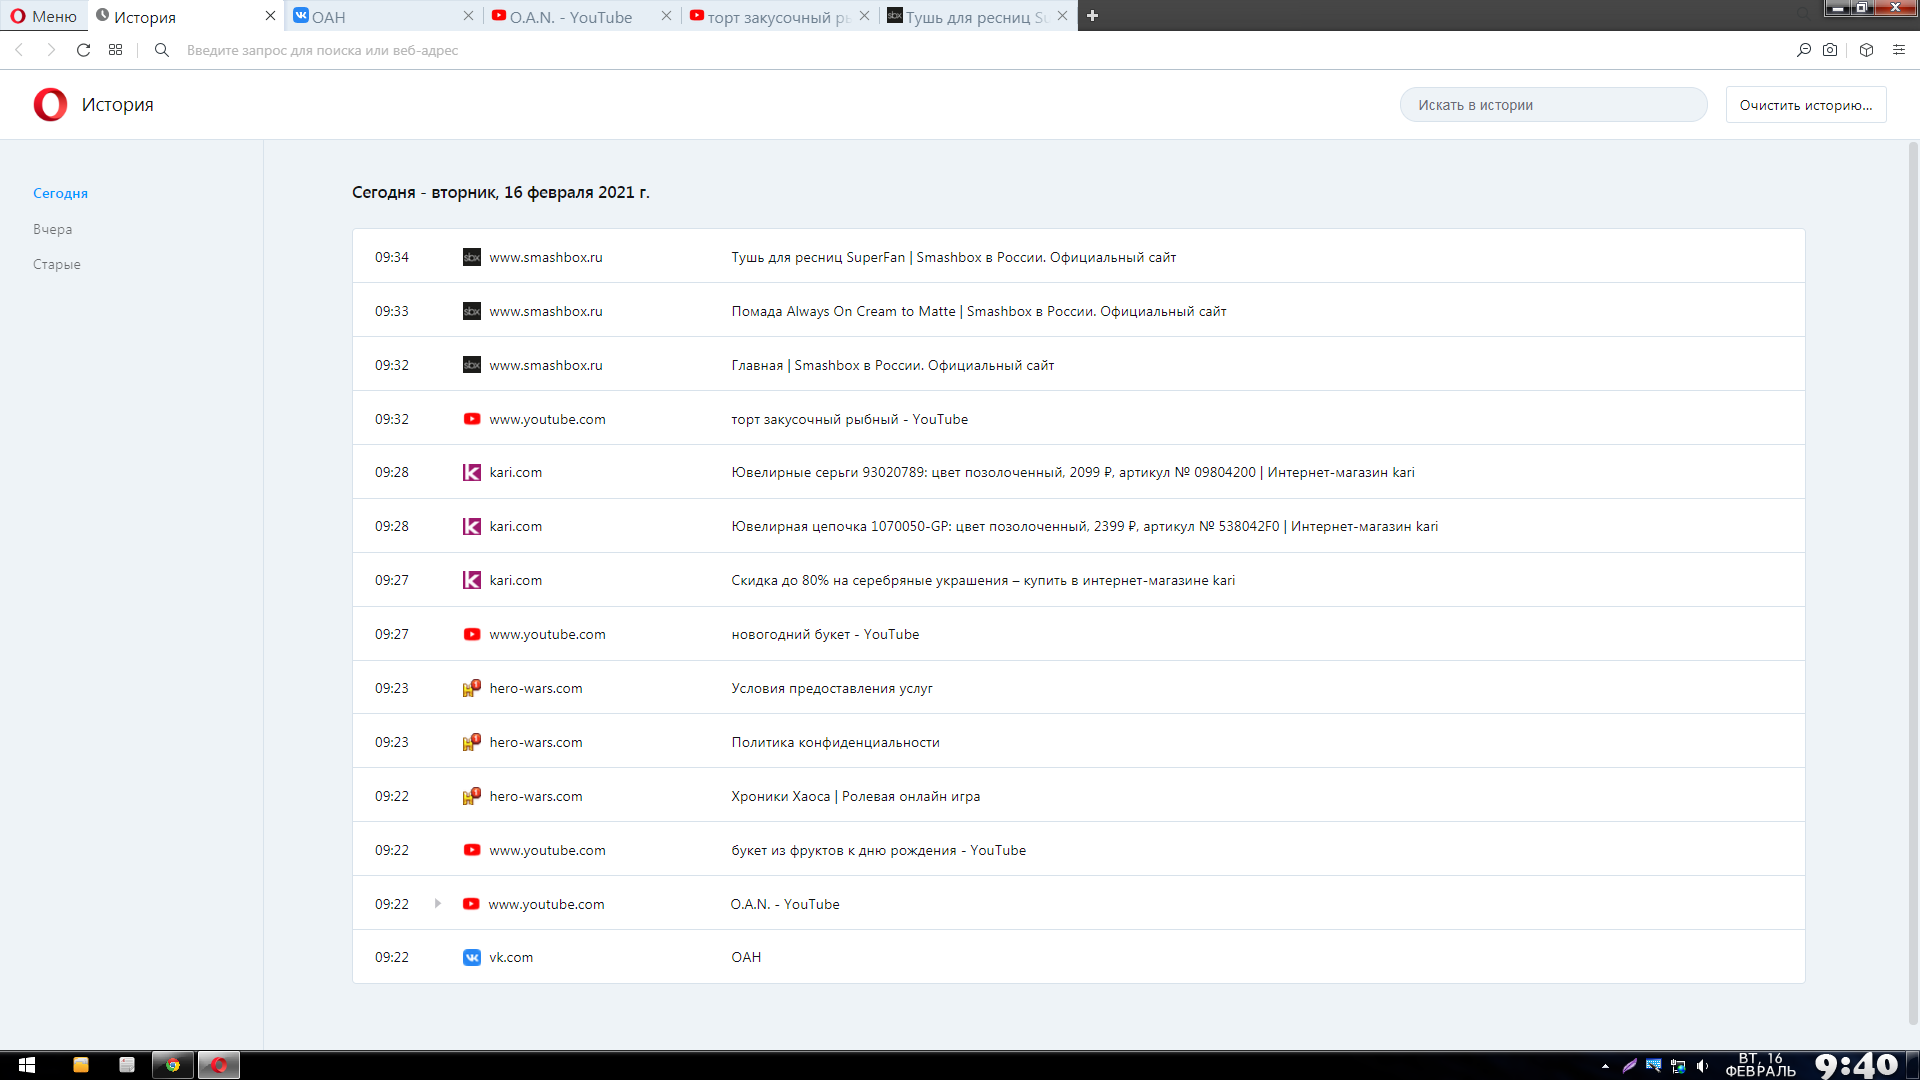 Меню
История
ОАН
O.A.N. - YouTube
торт закусочный ры
Тушь для ресниц Su
Введите запрос для поиска или веб-адрес
История
Искать в истории
Очистить историю...
Сегодня
Вчера
Старые
Сегодня - вторник, 16 февраля 2021 г.
09:34 sbx www.smashbox.ru Тушь для ресниц SuperFan | Smashbox в России. Официальный сайт
09:33 sbx www.smashbox.ru Помада Always On Cream to Matte | Smashbox в России. Официальный сайт
09:32 sbx www.smashbox.ru Главная | Smashbox в России. Официальный сайт
09:32 www.youtube.com торт закусочный рыбный - YouTube
09:28 kari.com Ювелирные серьги 93020789: цвет позолоченный, 2099 ₽, артикул № 09804200 | Интернет-магазин kari
09:28 kari.com Ювелирная цепочка 1070050-GP: цвет позолоченный, 2399 ₽, артикул № 538042F0 | Интернет-магазин kari
09:27 kari.com Скидка до 80% на серебряные украшения – купить в интернет-магазине kari
09:27 www.youtube.com новогодний букет - YouTube
09:23 hero-wars.com Условия предоставления услуг
09:23 hero-wars.com Политика конфиденциальности
09:22 hero-wars.com Хроники Хаоса | Ролевая онлайн игра
09:22 www.youtube.com букет из фруктов к дню рождения - YouTube
09:22 www.youtube.com O.A.N. - YouTube
09:22 vk.com ОАН
ВТ, 16
ФЕВРАЛЬ
9:40